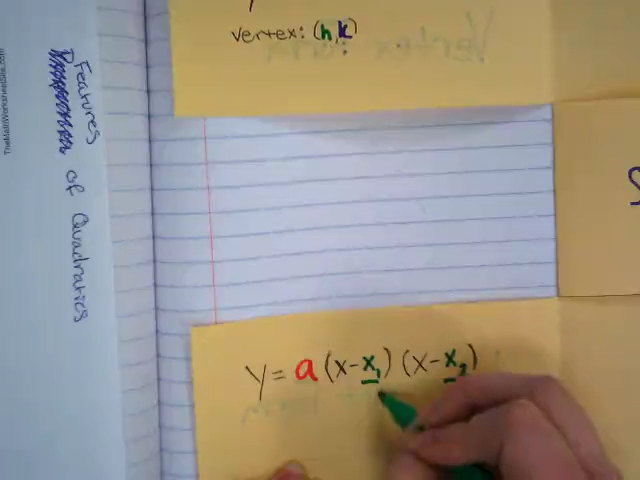 vertex: (h,k)
TheMathWorksheetSite.com
Features
of Quadratics
y = a (x-x₁) (x-x₂)